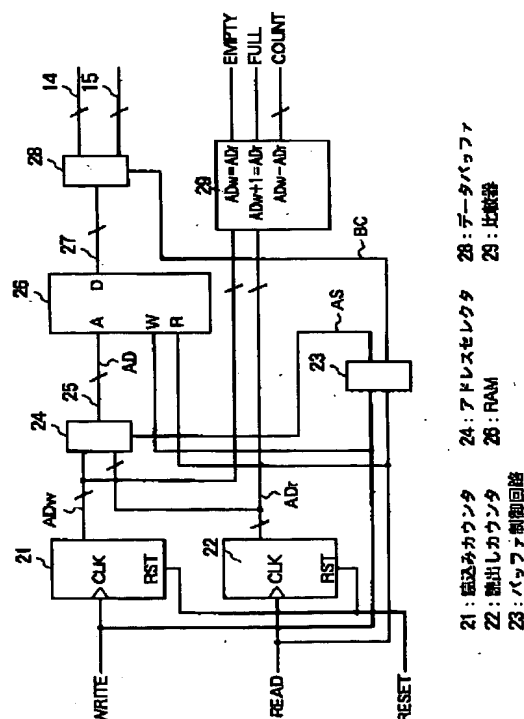 14
15
28
27
26
A
D
W
R
24
25
AD
EMPTY
FULL
COUNT
29
ADw=ADr
ADw+1=ADr
ADw-ADr
BC
AS
23
ADw
21
CLK
RST
ADr
22
CLK
RST
WRITE
READ
RESET
21:書込みカウンタ
22:読出しカウンタ
23:バッファ制御回路
24:アドレスセレクタ
26:RAM
28:データバッファ
29:比較器